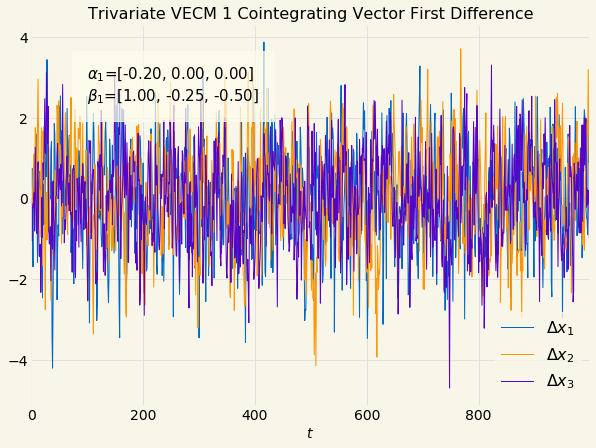 Trivariate VECM 1 Cointegrating Vector First Difference
α₁=[-0.20, 0.00, 0.00]
β₁=[1.00, -0.25, -0.50]
4
2
0
−2
−4
Δx₁
Δx₂
Δx₃
0 200 400 600 800
t